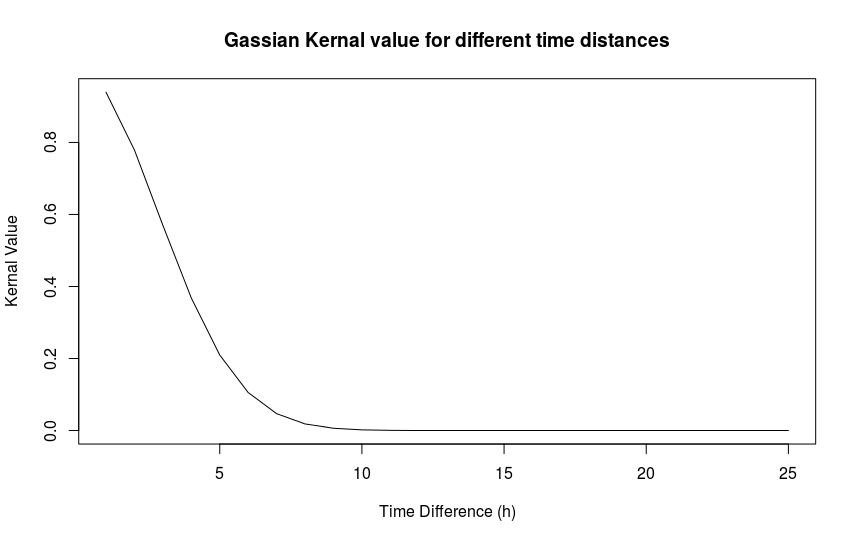 Gassian Kernal value for different time distances
Kernal Value
0.8
0.6
0.4
0.2
0.0
5 10 15 20 25
Time Difference (h)